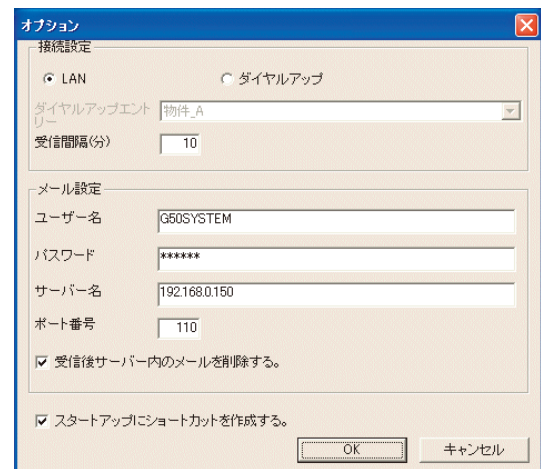 オプション
接続設定
LAN
ダイヤルアップ
ダイヤルアップエント
リー
物件_A
受信間隔(分)
10
メール設定
ユーザー名
G50SYSTEM
パスワード
******
サーバー名
192.168.0.150
ポート番号
110
受信後サーバー内のメールを削除する。
スタートアップにショートカットを作成する。
OK
キャンセル